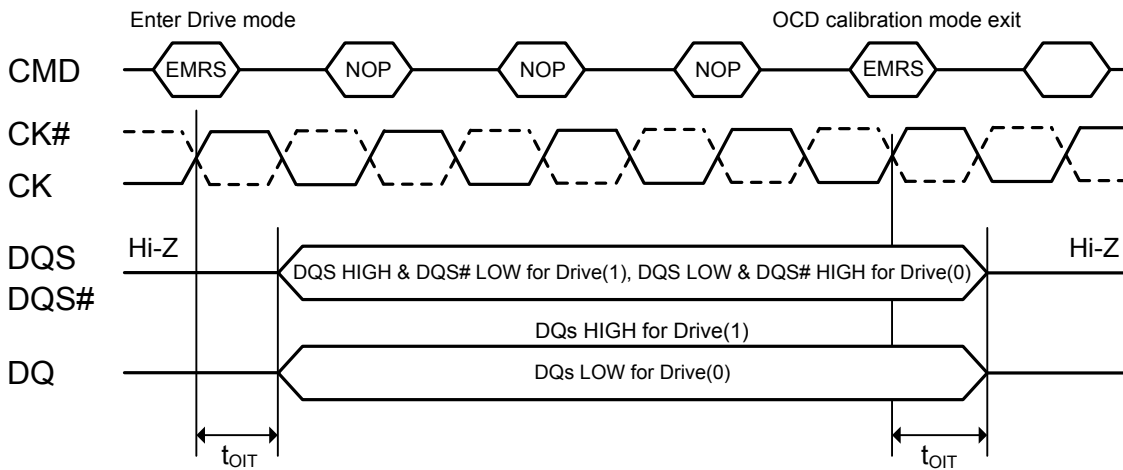 Enter Drive mode
OCD calibration mode exit
CMD
EMRS
NOP
NOP
NOP
EMRS
CK#
CK
Hi-Z
Hi-Z
DQS
DQS#
DQS HIGH & DQS# LOW for Drive(1), DQS LOW & DQS# HIGH for Drive(0)
DQs HIGH for Drive(1)
DQ
DQs LOW for Drive(0)
tOIT
tOIT